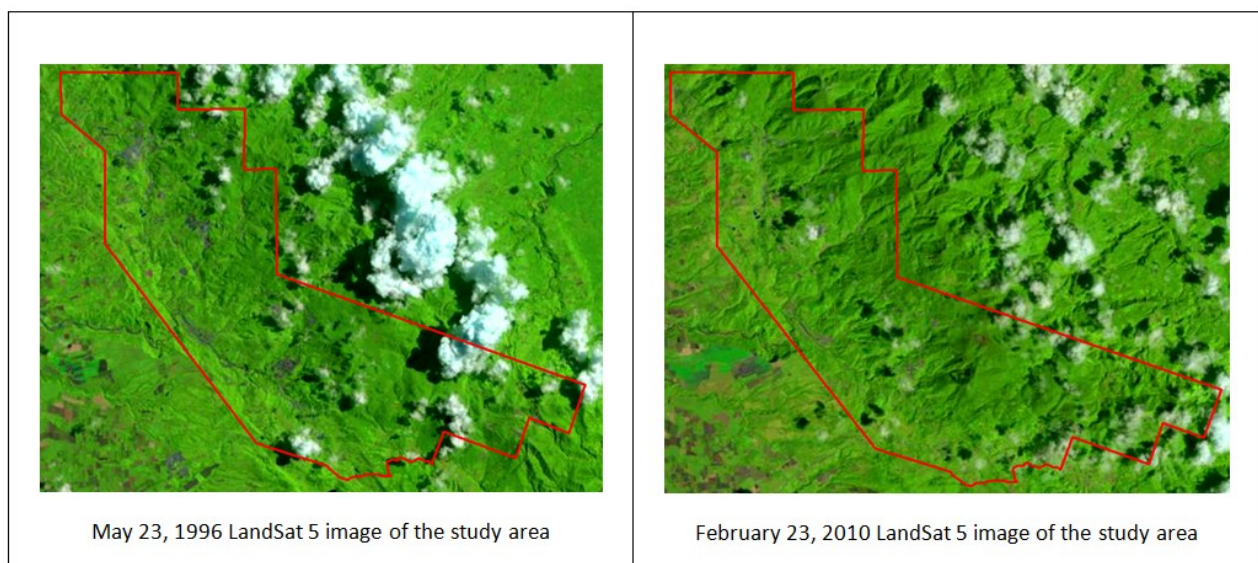 May 23, 1996 LandSat 5 image of the study area
February 23, 2010 LandSat 5 image of the study area